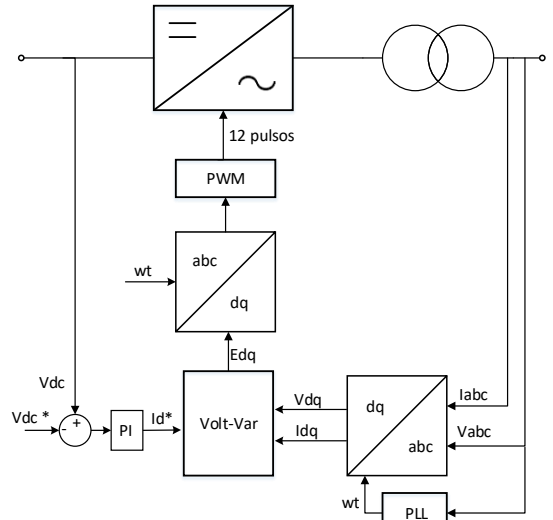 12 pulsos
PWM
abc
wt
dq
Edq
Vdc
Vdc *
- +
PI
Id*
Volt-Var
Vdq
Idq
dq
abc
Iabc
Vabc
wt
PLL